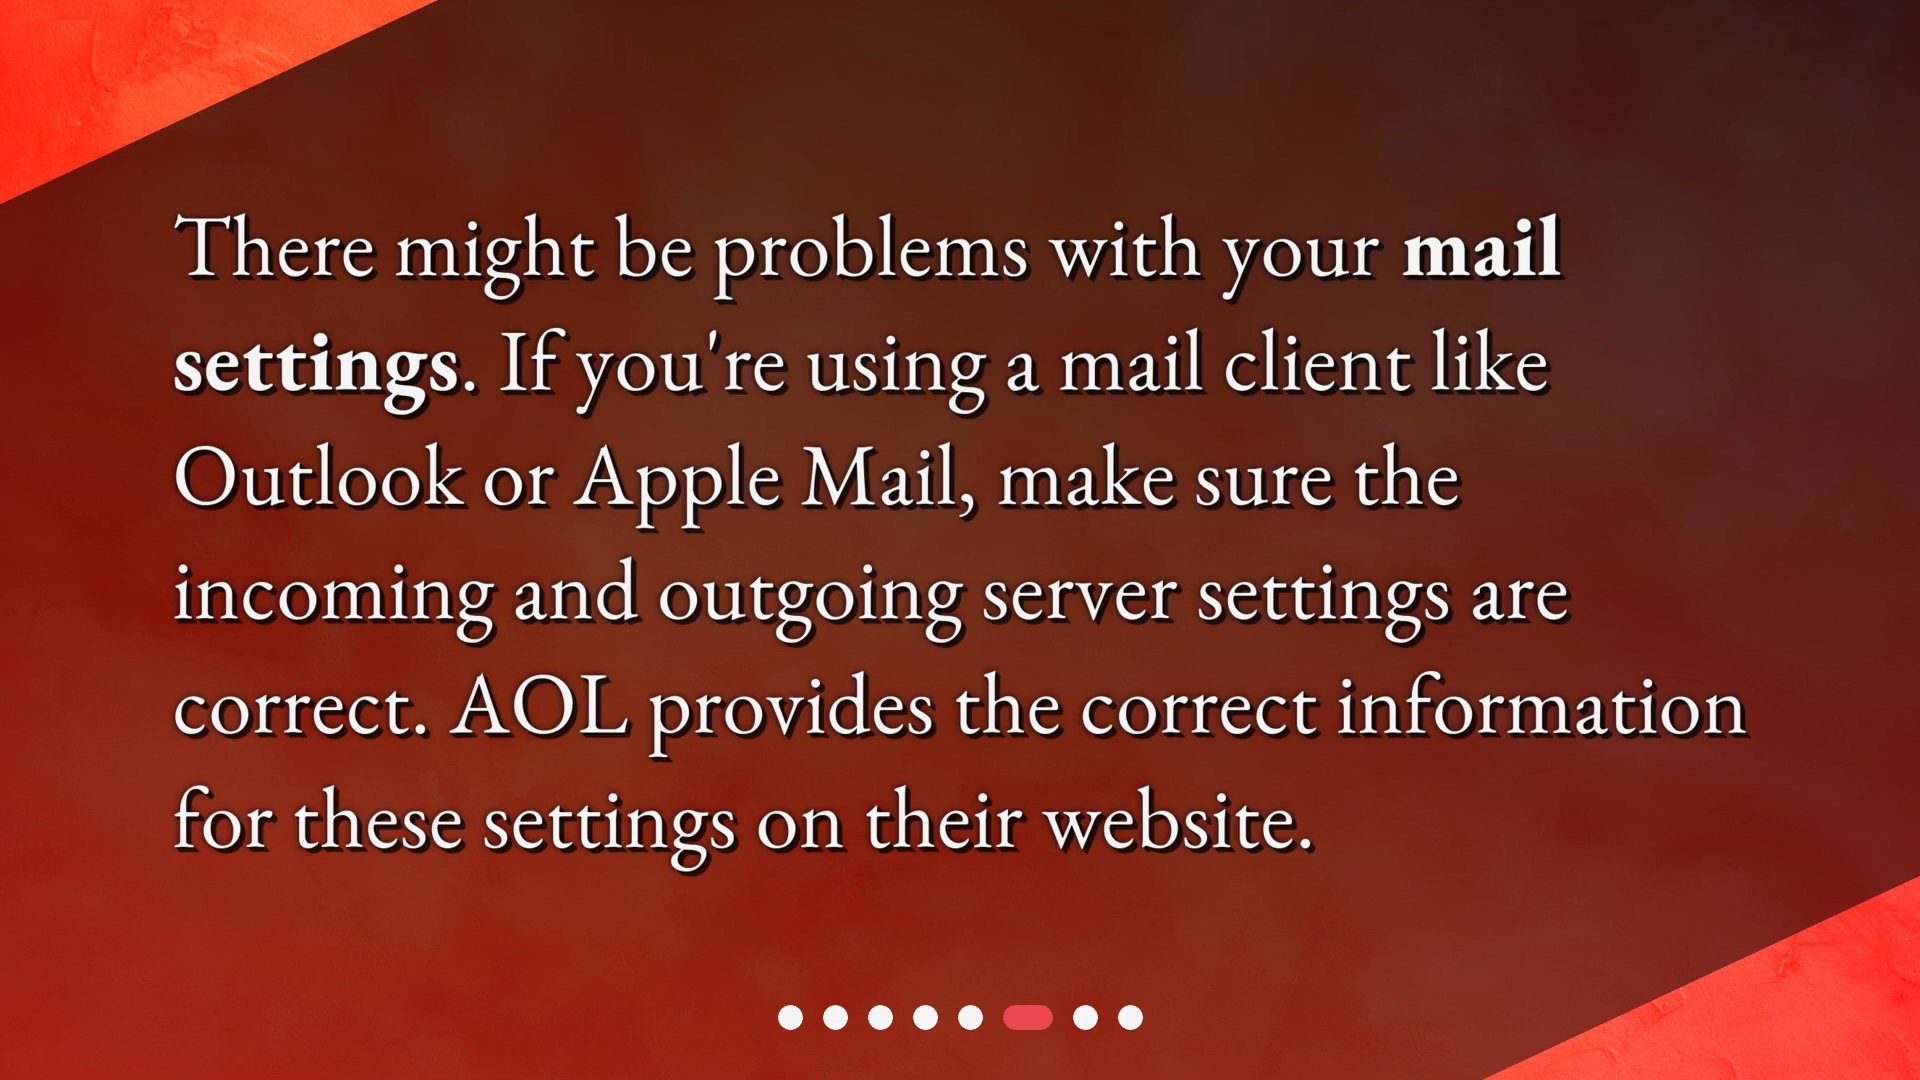 There might be problems with your mail
settings. If you're using a mail client like
Outlook or Apple Mail, make sure the
incoming and outgoing server settings are
correct. AOL provides the correct information
for these settings on their website.